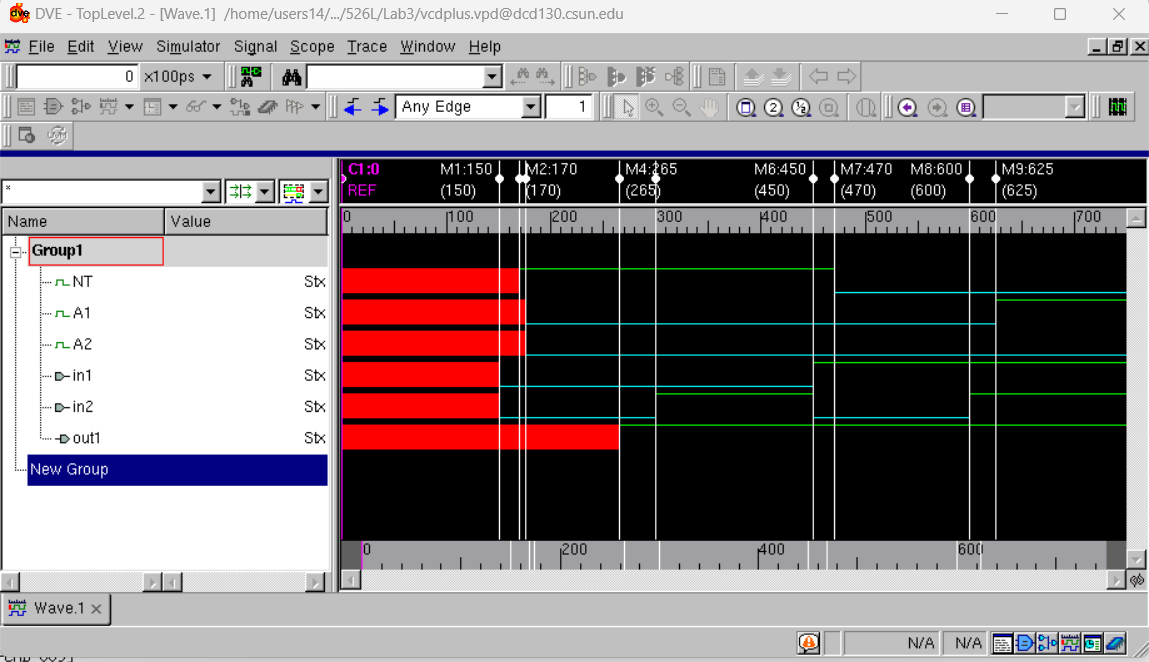 dve DVE - TopLevel.2 - [Wave.1] /home/users14/.../526L/Lab3/vcdplus.vpd@dcd130.csun.edu
File Edit View Simulator Signal Scope Trace Window Help
0 x100ps
Any Edge 1
*
C1:0 M1:150 M2:170 M4:265 M6:450 M7:470 M8:600 M9:625
REF (150) (170) (265) (450) (470) (600) (625)
Name Value
0 100 200 300 400 500 600 700
Group1
NT Stx
A1 Stx
A2 Stx
in1 Stx
in2 Stx
out1 Stx
New Group
0 200 400 600
Wave.1
N/A N/A